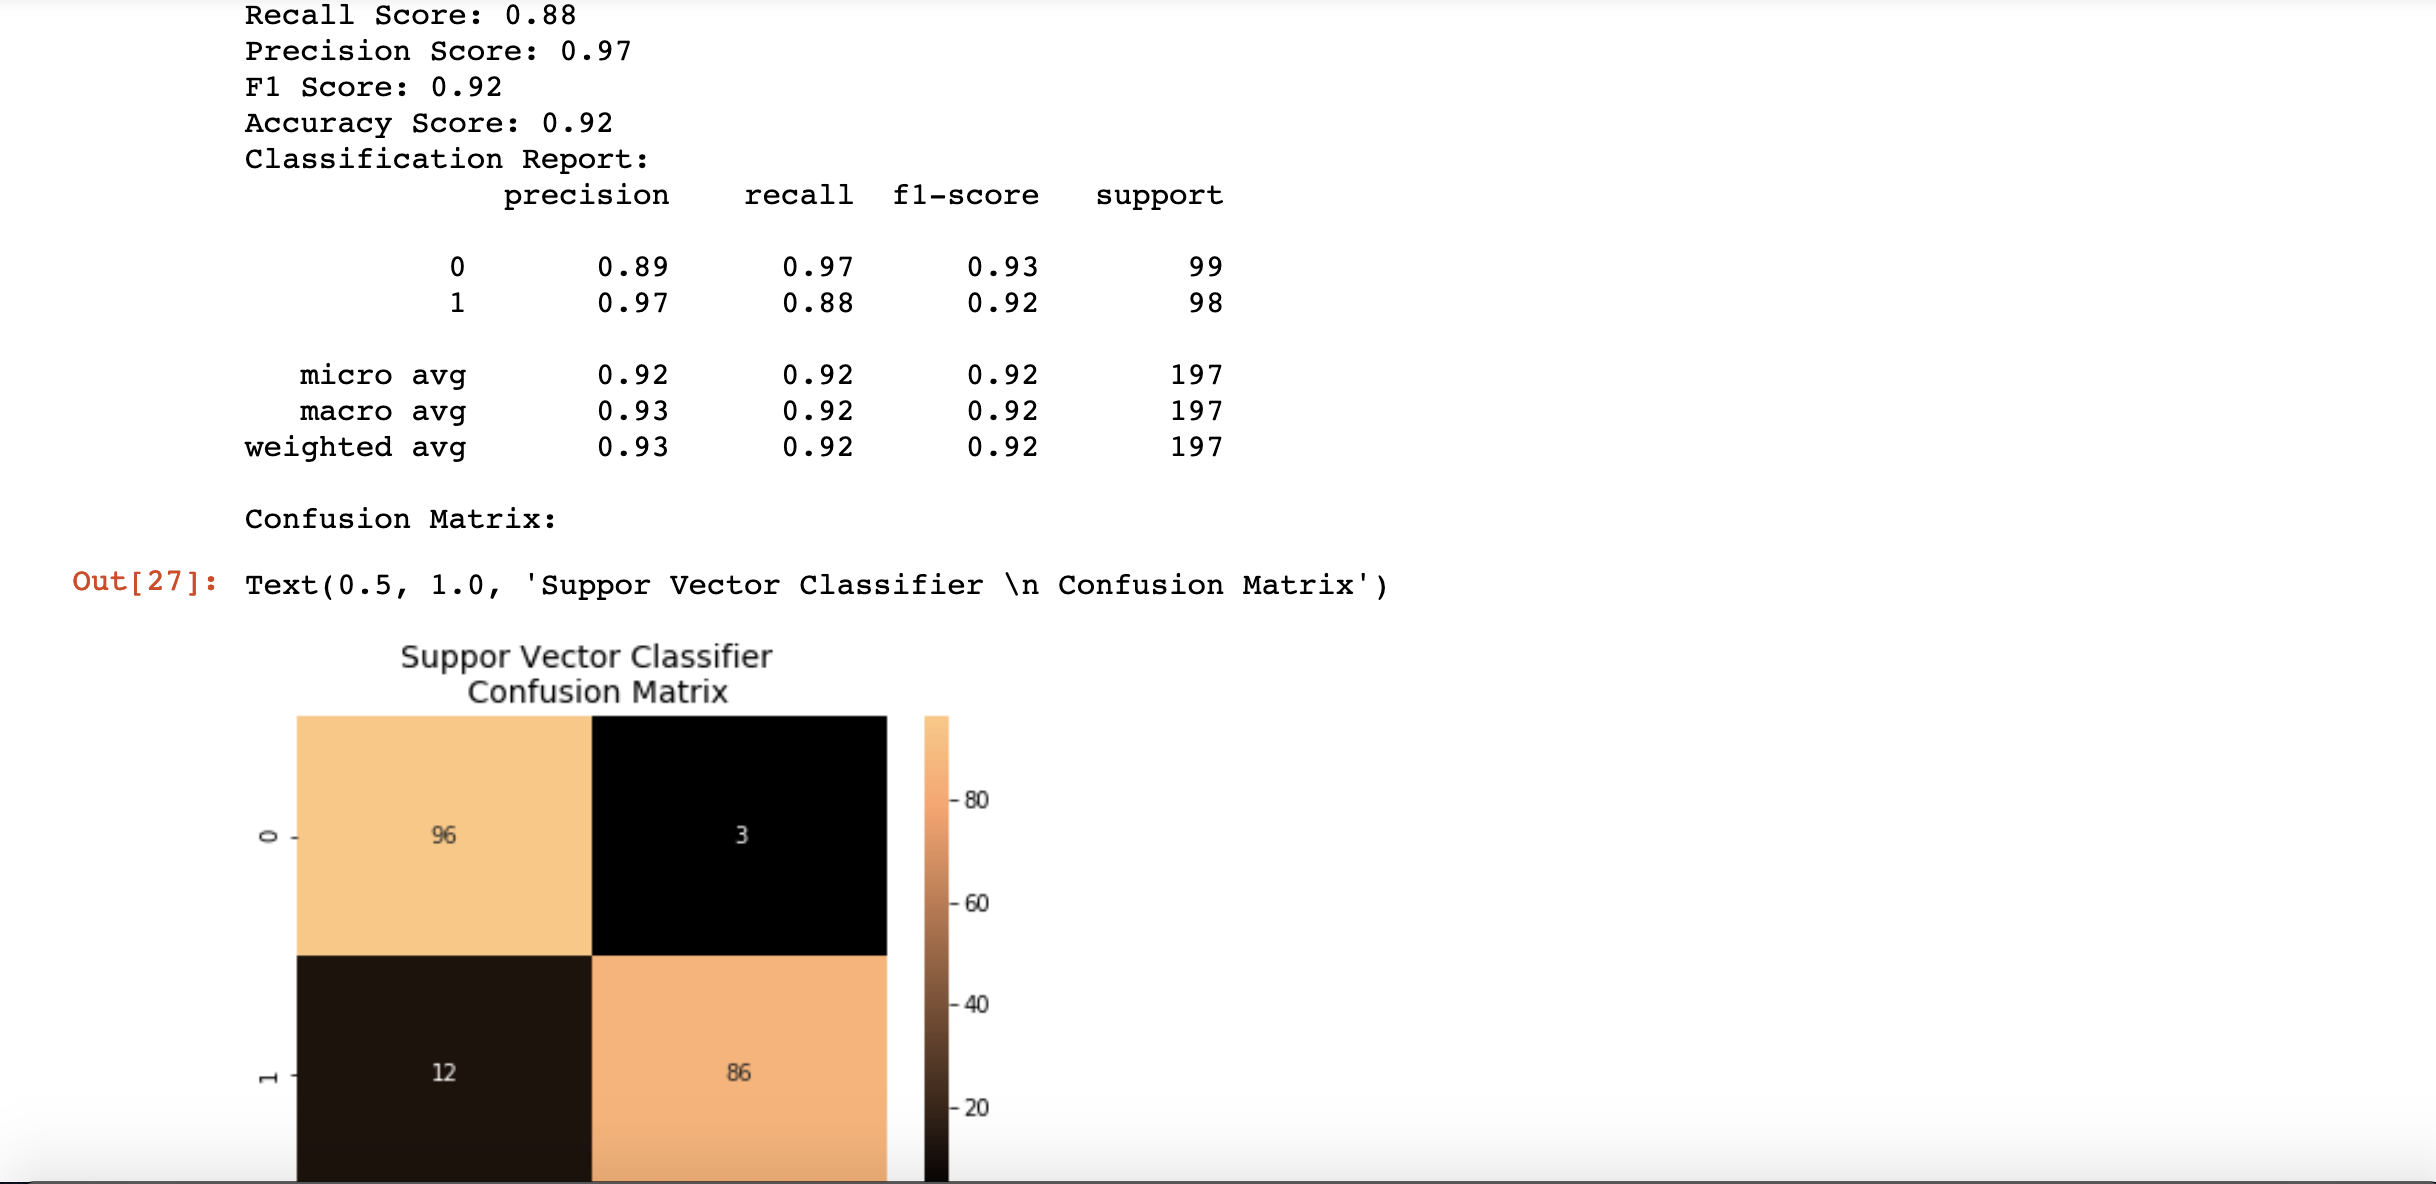 Recall Score: 0.88
Precision Score: 0.97
F1 Score: 0.92
Accuracy Score: 0.92
Classification Report:
precision recall f1-score support
0 0.89 0.97 0.93 99
1 0.97 0.88 0.92 98
micro avg 0.92 0.92 0.92 197
macro avg 0.93 0.92 0.92 197
weighted avg 0.93 0.92 0.92 197
Confusion Matrix:
Out[27]: Text(0.5, 1.0, 'Suppor Vector Classifier \n Confusion Matrix')
Suppor Vector Classifier
Confusion Matrix
80
0 96 3
60
40
1 12 86
20